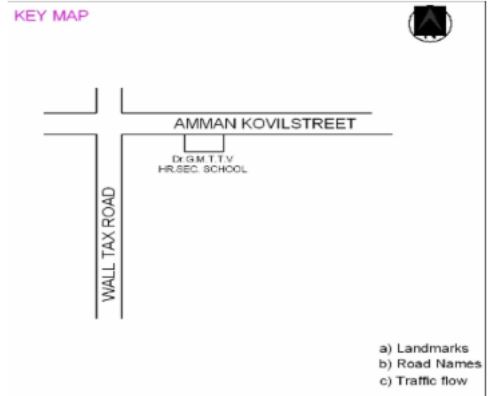 KEY MAP
AMMAN KOVILSTREET
Dr.G.M.T.T.V
HR.SEC. SCHOOL
WALL TAX ROAD
a) Landmarks
b) Road Names
c) Traffic flow